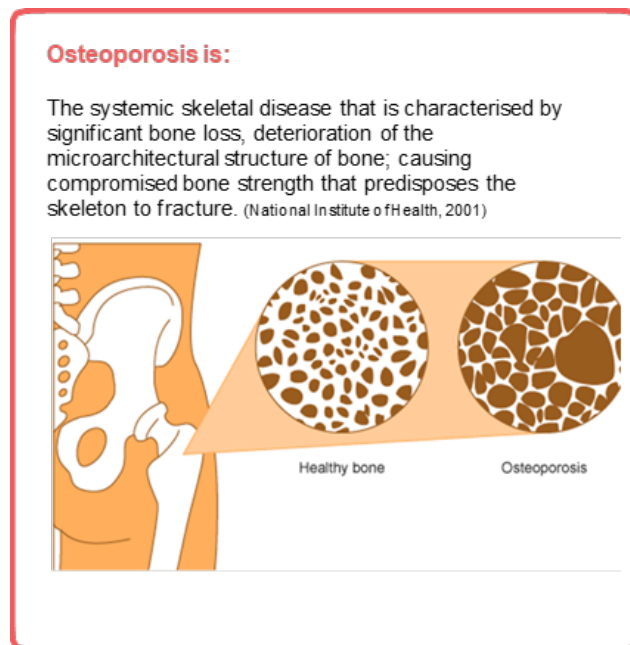 Osteoporosis is:
The systemic skeletal disease that is characterised by
significant bone loss, deterioration of the
microarchitectural structure of bone; causing
compromised bone strength that predisposes the
skeleton to fracture. (National Institute of Health, 2001)
Healthy bone
Osteoporosis